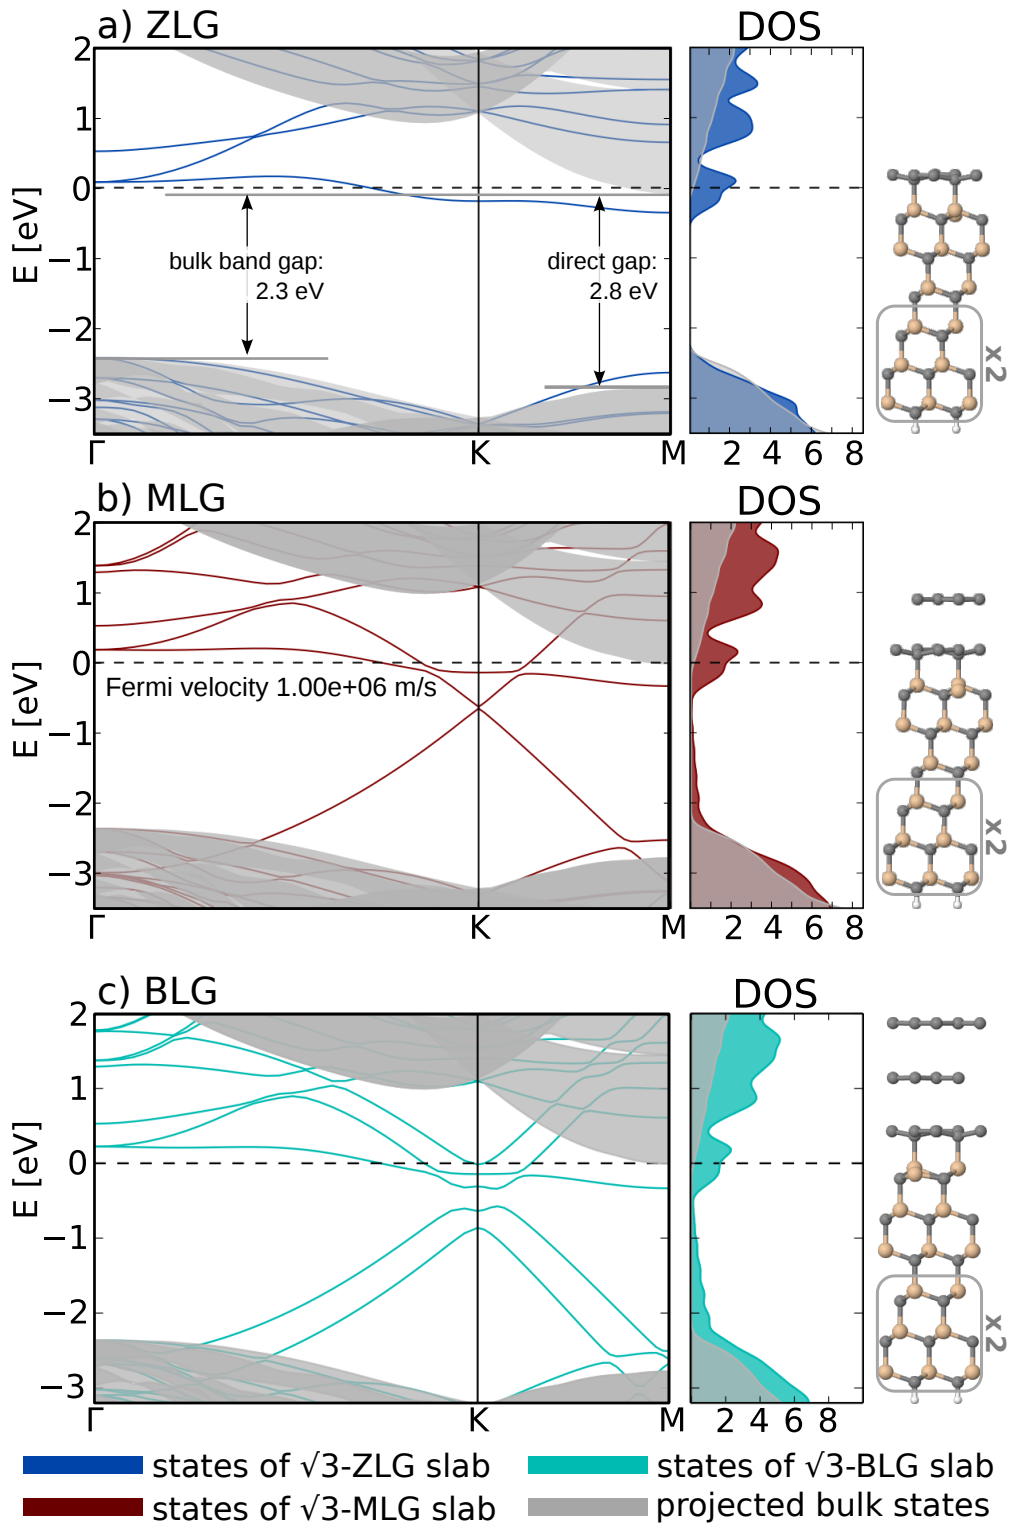 a) ZLG
DOS
E [eV]
2
1
0
−1
−2
−3
bulk band gap:
2.3 eV
direct gap:
2.8 eV
Γ
K
M
2 4 6 8
x2
b) MLG
DOS
E [eV]
2
1
0
−1
−2
−3
Fermi velocity 1.00e+06 m/s
Γ
K
M
2 4 6 8
x2
c) BLG
DOS
E [eV]
2
1
0
−1
−2
−3
Γ
K
M
2 4 6 8
x2
states of √3-ZLG slab
states of √3-BLG slab
states of √3-MLG slab
projected bulk states